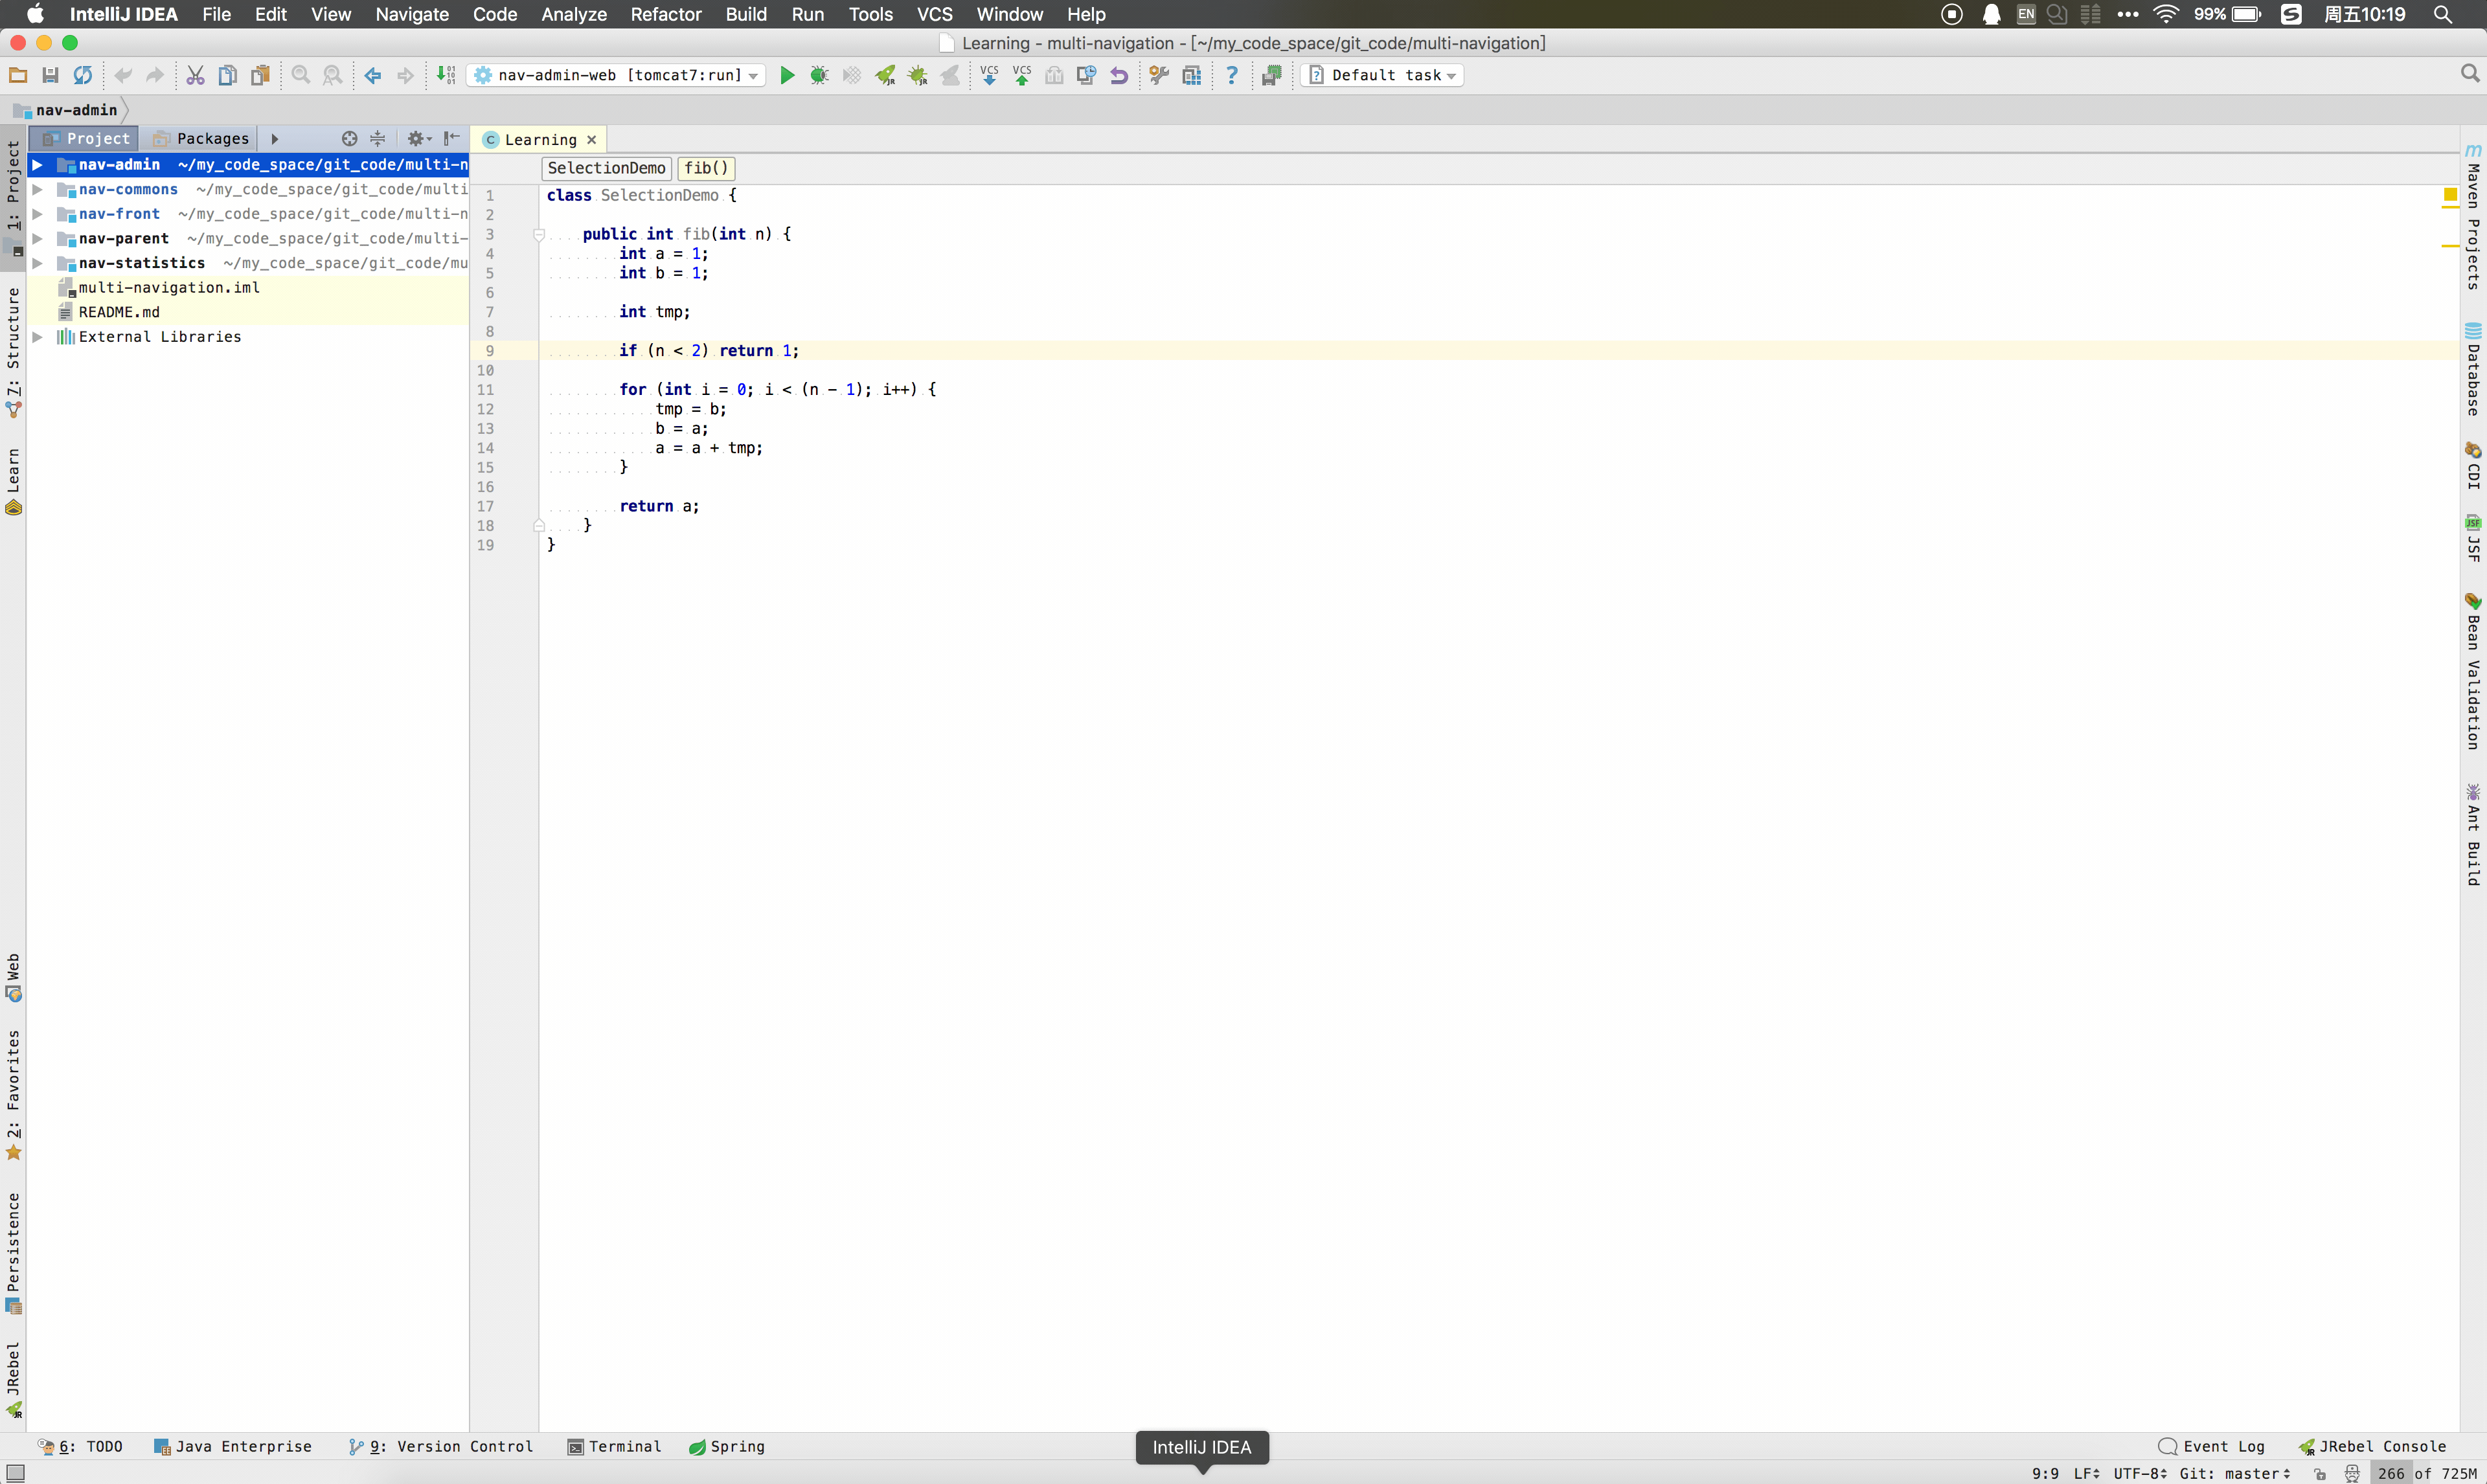 IntelliJ IDEA File Edit View Navigate Code Analyze Refactor Build Run Tools VCS Window Help EN 99% 周五10:19
Learning - multi-navigation - [~/my_code_space/git_code/multi-navigation]
nav-admin-web [tomcat7:run] VCS VCS ? Default task
nav-admin
Project Packages
Learning
nav-admin ~/my_code_space/git_code/multi-n
nav-commons ~/my_code_space/git_code/multi
nav-front ~/my_code_space/git_code/multi-n
nav-parent ~/my_code_space/git_code/multi-
nav-statistics ~/my_code_space/git_code/mu
multi-navigation.iml
README.md
External Libraries
SelectionDemo fib()
1 class SelectionDemo {
2
3 public int fib(int n) {
4 int a = 1;
5 int b = 1;
6
7 int tmp;
8
9 if (n < 2) return 1;
10
11 for (int i = 0; i < (n - 1); i++) {
12 tmp = b;
13 b = a;
14 a = a + tmp;
15 }
16
17 return a;
18 }
19 }
1: Project
7: Structure
Learn
Web
2: Favorites
Persistence
JRebel
Maven Projects
Database
CDI
JSF
Bean Validation
Ant Build
6: TODO Java Enterprise 9: Version Control Terminal Spring
IntelliJ IDEA
Event Log JRebel Console
9:9 LF UTF-8 Git: master 266 of 725M